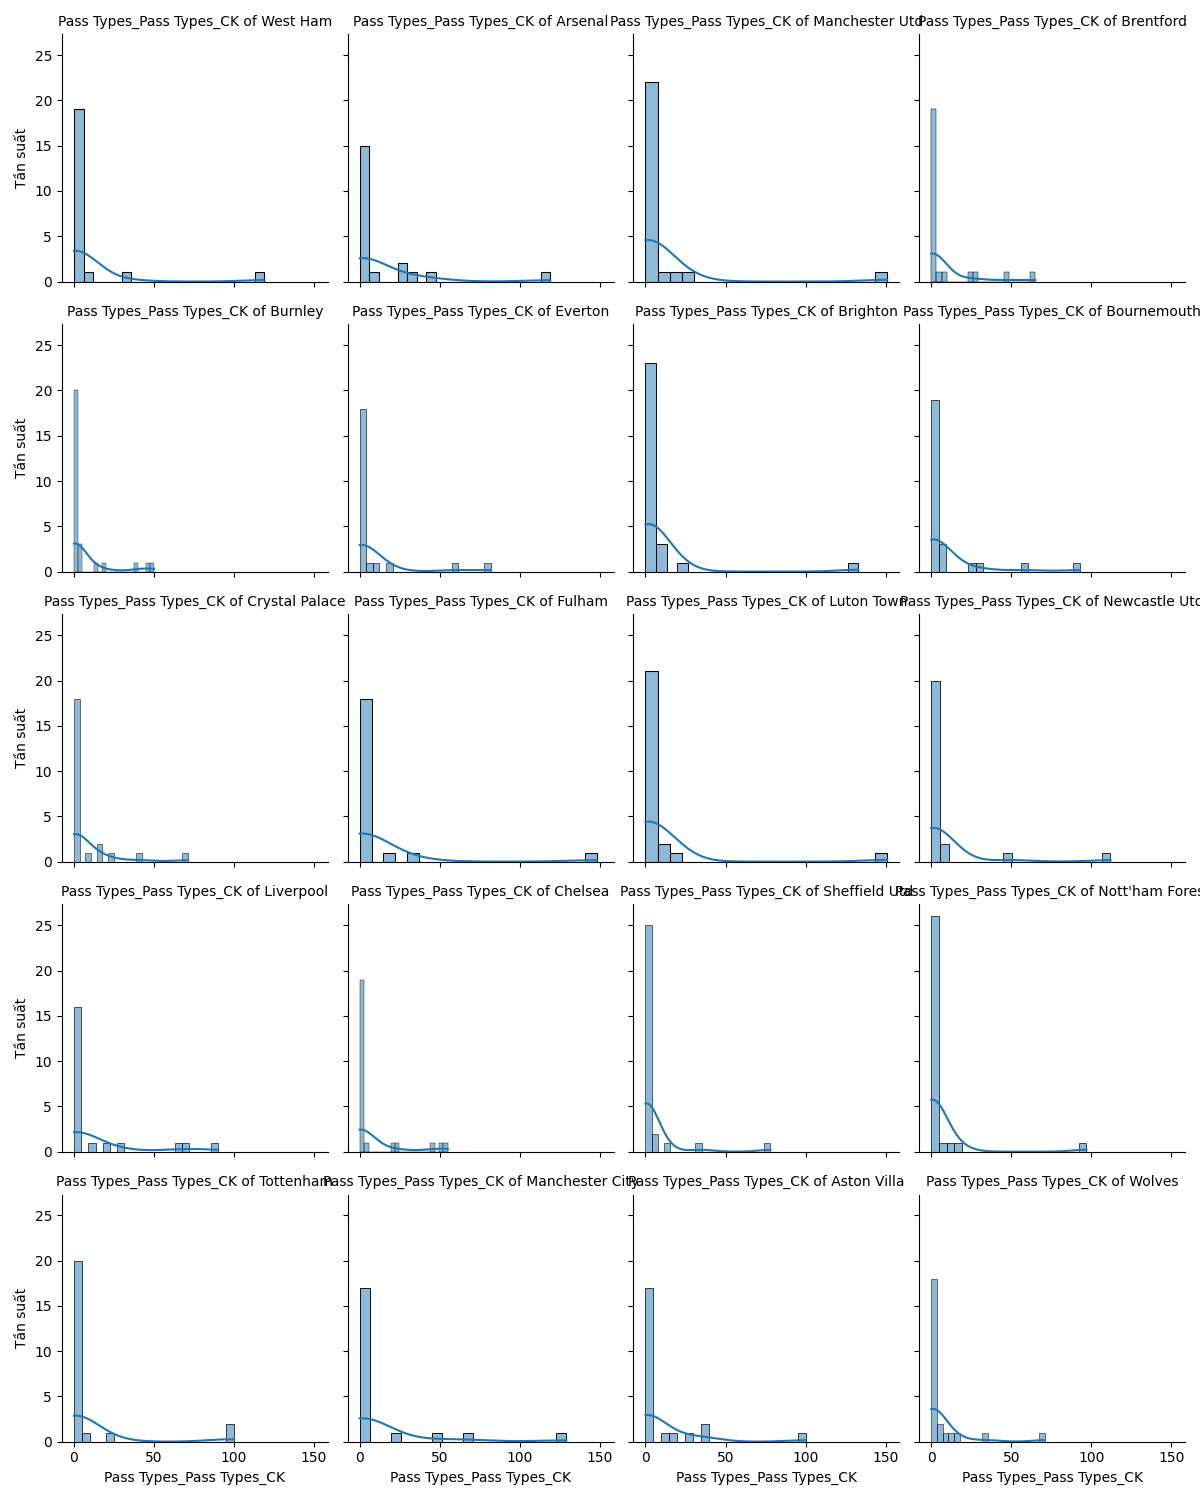 Pass Types_Pass Types_CK of West Ham
Pass Types_Pass Types_CK of Arsenal
Pass Types_Pass Types_CK of Manchester Utd
Pass Types_Pass Types_CK of Brentford
25
20
15
10
5
0
Tần suất
Pass Types_Pass Types_CK of Burnley
Pass Types_Pass Types_CK of Everton
Pass Types_Pass Types_CK of Brighton
Pass Types_Pass Types_CK of Bournemouth
25
20
15
10
5
0
Tần suất
Pass Types_Pass Types_CK of Crystal Palace
Pass Types_Pass Types_CK of Fulham
Pass Types_Pass Types_CK of Luton Town
Pass Types_Pass Types_CK of Newcastle Utd
25
20
15
10
5
0
Tần suất
Pass Types_Pass Types_CK of Liverpool
Pass Types_Pass Types_CK of Chelsea
Pass Types_Pass Types_CK of Sheffield Utd
Pass Types_Pass Types_CK of Nott'ham Fores
25
20
15
10
5
0
Tần suất
Pass Types_Pass Types_CK of Tottenham
Pass Types_Pass Types_CK of Manchester City
Pass Types_Pass Types_CK of Aston Villa
Pass Types_Pass Types_CK of Wolves
25
20
15
10
5
0
Tần suất
0 50 100 150
0 50 100 150
0 50 100 150
0 50 100 150
Pass Types_Pass Types_CK
Pass Types_Pass Types_CK
Pass Types_Pass Types_CK
Pass Types_Pass Types_CK